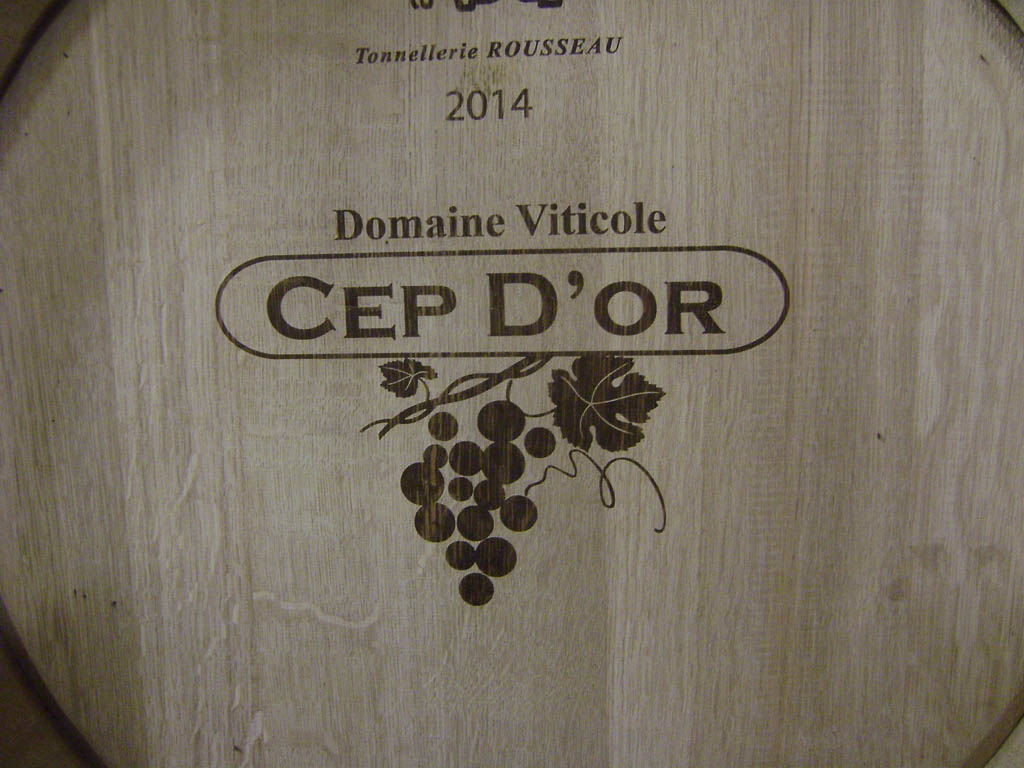 Tonnellerie ROUSSEAU
2014
Domaine Viticole
CEP D'OR